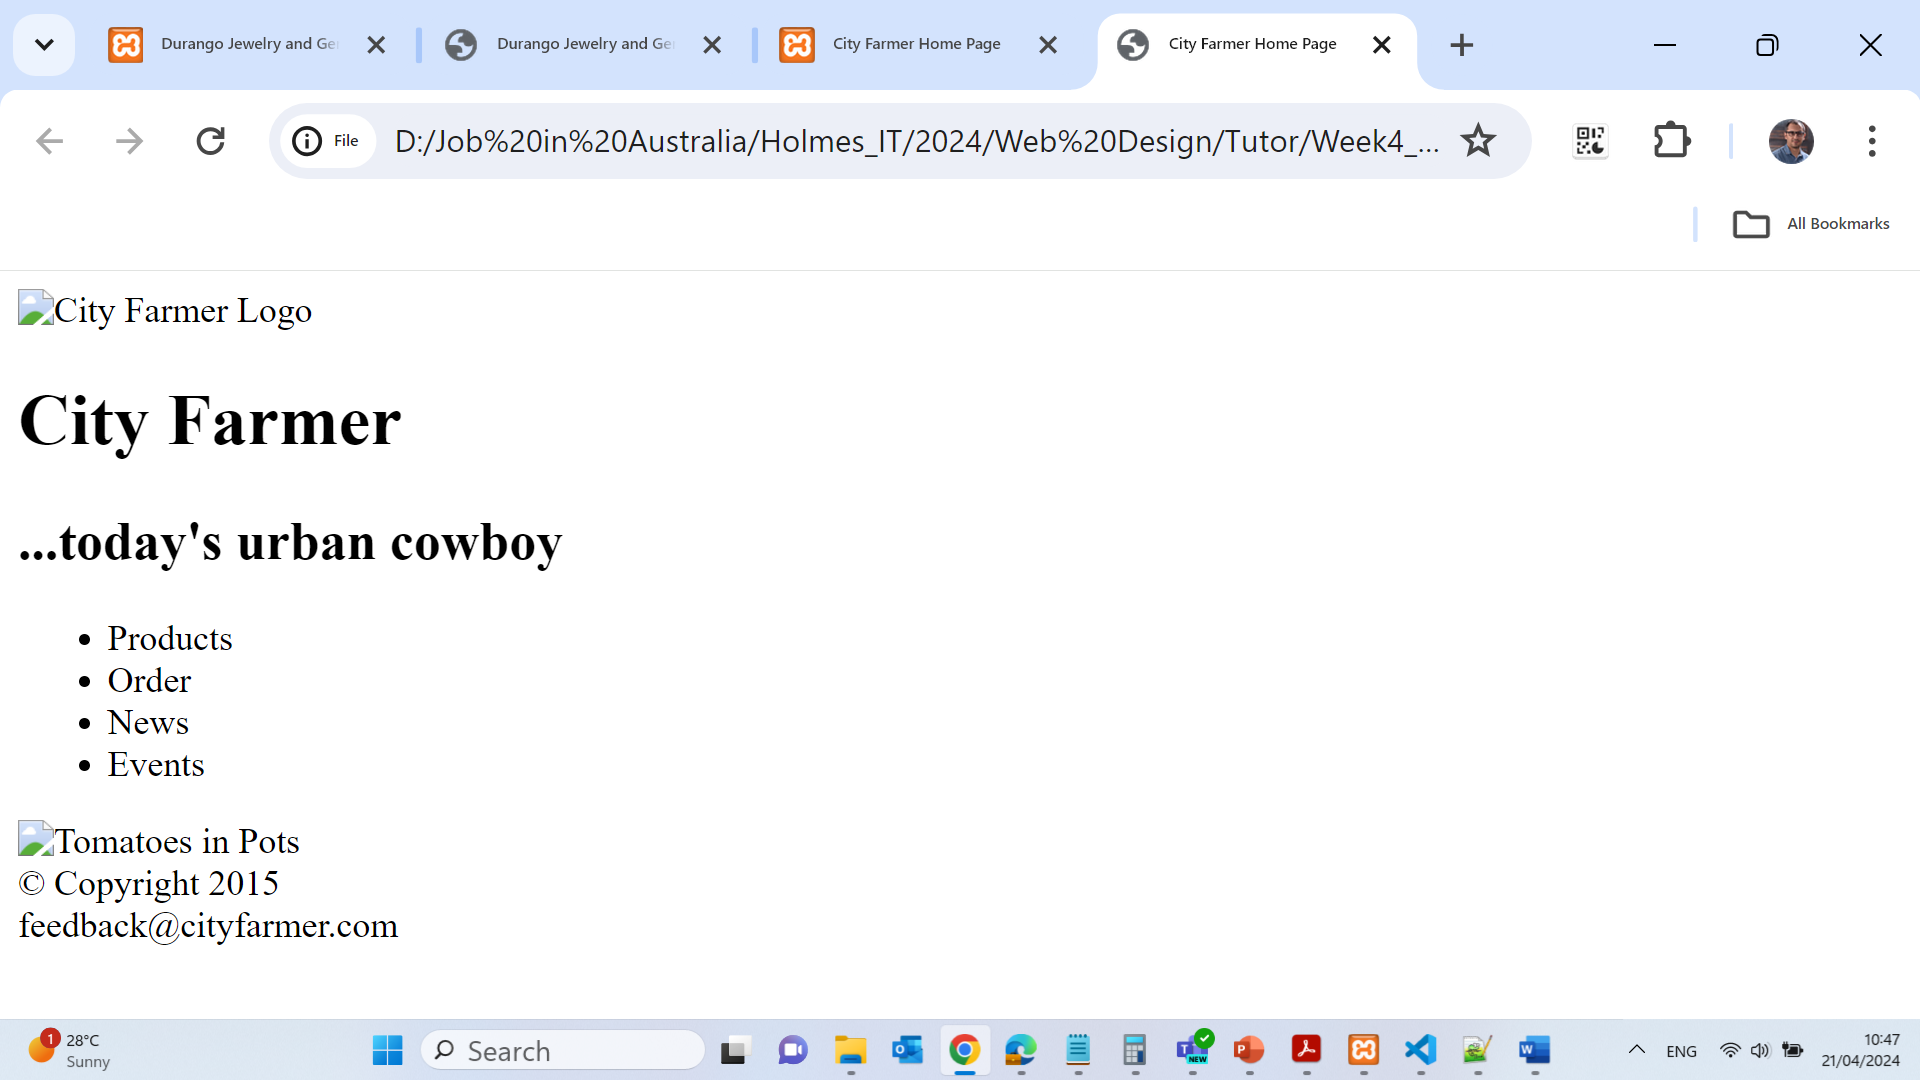 Durango Jewelry and Ge
Durango Jewelry and Ge
City Farmer Home Page
City Farmer Home Page
File
D:/Job%20in%20Australia/Holmes_IT/2024/Web%20Design/Tutor/Week4_...
All Bookmarks
City Farmer Logo
City Farmer
...today's urban cowboy
• Products
• Order
• News
• Events
Tomatoes in Pots
© Copyright 2015
feedback@cityfarmer.com
1
28°C
Sunny
Search
NEW
ENG
10:47
21/04/2024